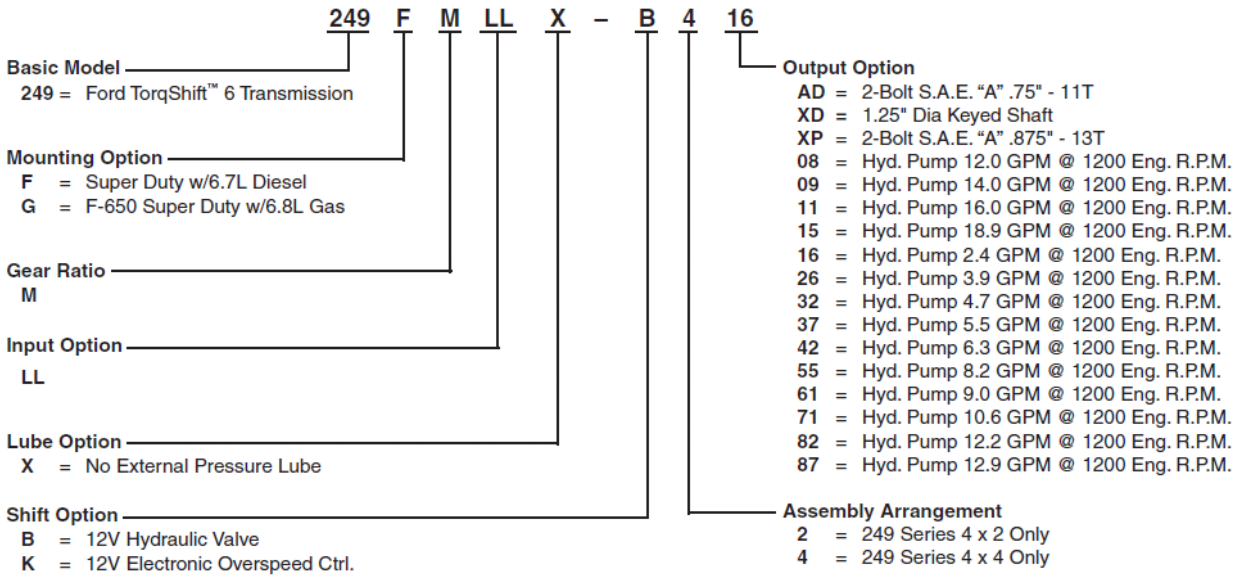 249 F M LL X – B 4 16
Basic Model
249 = Ford TorqShift™ 6 Transmission
Mounting Option
F = Super Duty w/6.7L Diesel
G = F-650 Super Duty w/6.8L Gas
Gear Ratio
M
Input Option
LL
Lube Option
X = No External Pressure Lube
Shift Option
B = 12V Hydraulic Valve
K = 12V Electronic Overspeed Ctrl.
Output Option
AD = 2-Bolt S.A.E. “A” .75" - 11T
XD = 1.25" Dia Keyed Shaft
XP = 2-Bolt S.A.E. “A” .875" - 13T
08 = Hyd. Pump 12.0 GPM @ 1200 Eng. R.P.M.
09 = Hyd. Pump 14.0 GPM @ 1200 Eng. R.P.M.
11 = Hyd. Pump 16.0 GPM @ 1200 Eng. R.P.M.
15 = Hyd. Pump 18.9 GPM @ 1200 Eng. R.P.M.
16 = Hyd. Pump 2.4 GPM @ 1200 Eng. R.P.M.
26 = Hyd. Pump 3.9 GPM @ 1200 Eng. R.P.M.
32 = Hyd. Pump 4.7 GPM @ 1200 Eng. R.P.M.
37 = Hyd. Pump 5.5 GPM @ 1200 Eng. R.P.M.
42 = Hyd. Pump 6.3 GPM @ 1200 Eng. R.P.M.
55 = Hyd. Pump 8.2 GPM @ 1200 Eng. R.P.M.
61 = Hyd. Pump 9.0 GPM @ 1200 Eng. R.P.M.
71 = Hyd. Pump 10.6 GPM @ 1200 Eng. R.P.M.
82 = Hyd. Pump 12.2 GPM @ 1200 Eng. R.P.M.
87 = Hyd. Pump 12.9 GPM @ 1200 Eng. R.P.M.
Assembly Arrangement
2 = 249 Series 4 x 2 Only
4 = 249 Series 4 x 4 Only